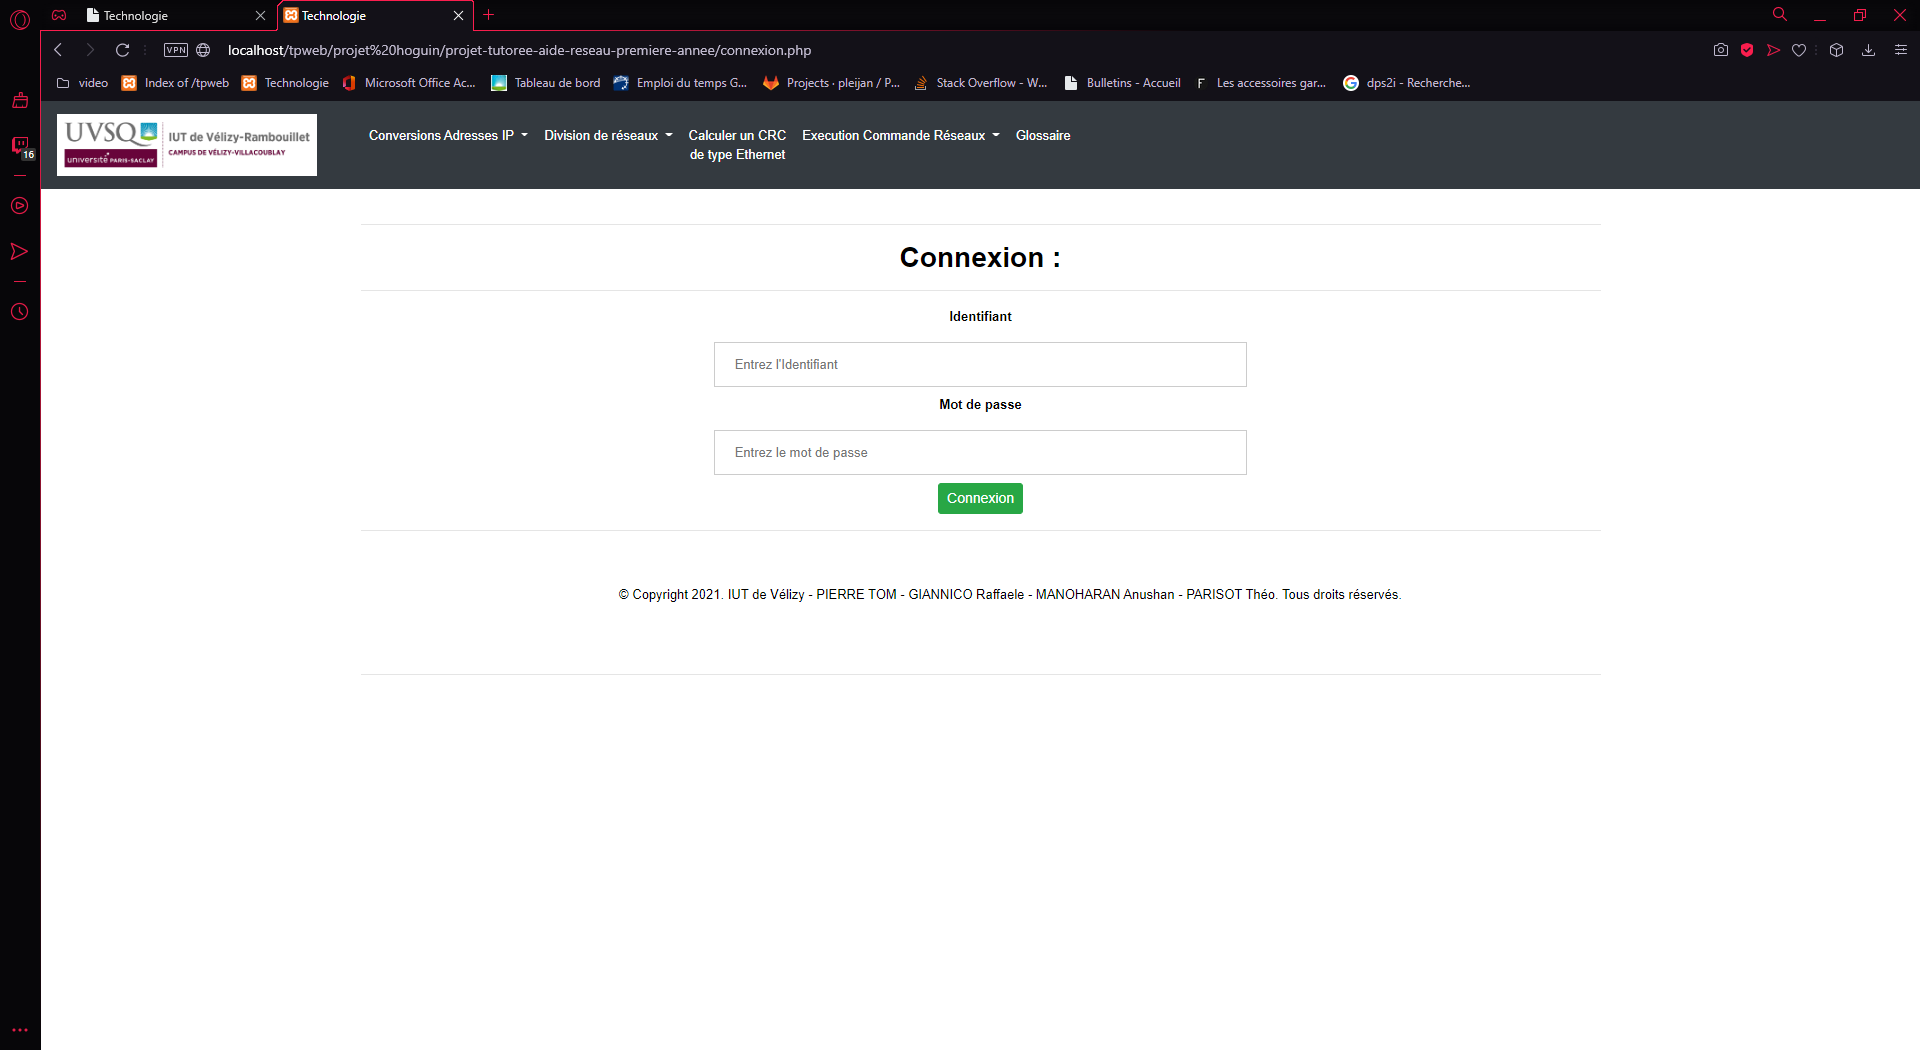 Technologie
Technologie
VPN
localhost/tpweb/projet%20hoguin/projet-tutoree-aide-reseau-premiere-annee/connexion.php
video
Index of /tpweb
Technologie
Microsoft Office Ac...
Tableau de bord
Emploi du temps G...
Projects · pleijan / P...
Stack Overflow - W...
Bulletins - Accueil
F
Les accessoires gar...
dps2i - Recherche...
16
UVSQ
université PARIS-SACLAY
IUT de Vélizy-Rambouillet
CAMPUS DE VÉLIZY-VILLACOUBLAY
Conversions Adresses IP
Division de réseaux
Calculer un CRC
de type Ethernet
Execution Commande Réseaux
Glossaire
Connexion :
Identifiant
Entrez l'Identifiant
Mot de passe
Entrez le mot de passe
Connexion
© Copyright 2021. IUT de Vélizy - PIERRE TOM - GIANNICO Raffaele - MANOHARAN Anushan - PARISOT Théo. Tous droits réservés.